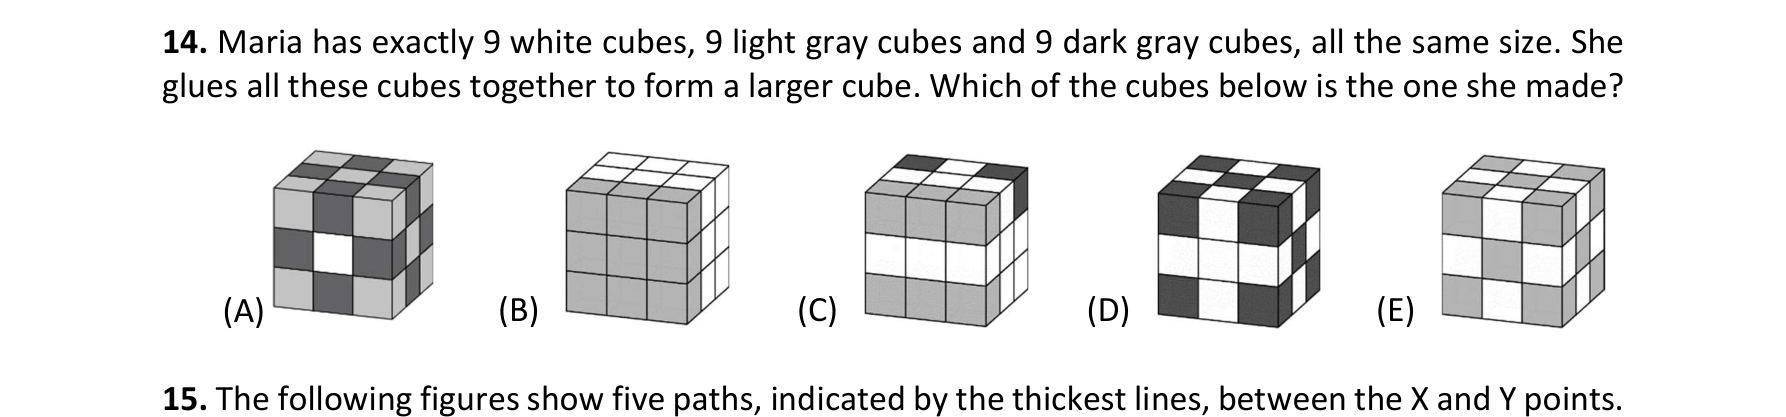 14. Maria has exactly 9 white cubes, 9 light gray cubes and 9 dark gray cubes, all the same size. She
glues all these cubes together to form a larger cube. Which of the cubes below is the one she made?
(A) (B) (C) (D) (E)
15. The following figures show five paths, indicated by the thickest lines, between the X and Y points.